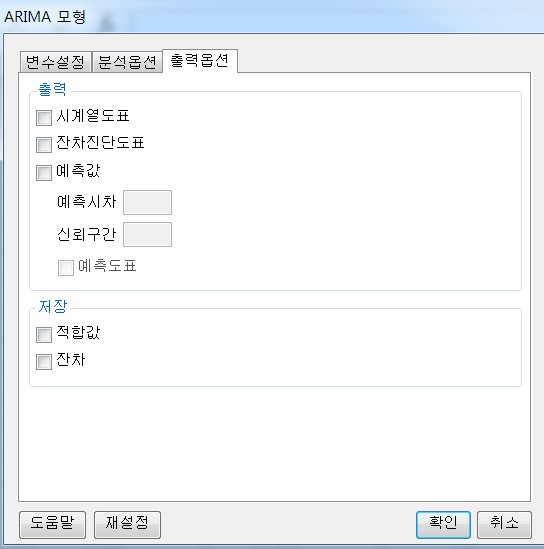 ARIMA 모형
변수설정 분석옵션 출력옵션
출력
시계열도표
잔차진단도표
예측값
예측시차
신뢰구간
예측도표
저장
적합값
잔차
도움말 재설정 확인 취소